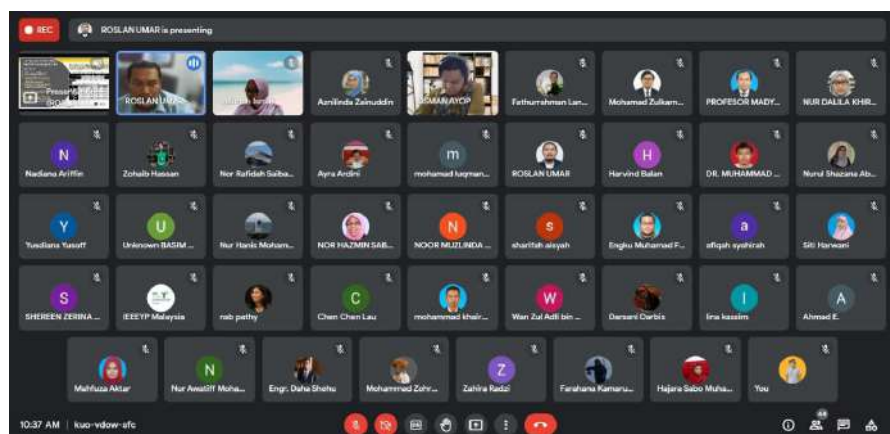 REC
ROSLAN UMAR is presenting
ROSLAN UMAR
Aznilinda Zainuddin
OSMAN AYOP
Fathurrahman Lan...
Mohamad Zulkarn...
PROFESOR MADY...
NUR DALILA KHIR...
N
Nadiana Ariffin
Zohaib Hassan
Nor Rafidah Saiba...
Ayra Ardini
m
mohamad luqman...
ROSLAN UMAR
H
Harvind Balan
DR. MUHAMMAD ...
Nurul Shazana Ab...
Y
Yusdiana Yusoff
U
Unknown BASIM ...
Nur Hanis Moham...
NOR HAZMIN SAB...
N
NOOR MUZLINDA ...
s
sharifah aisyah
Engku Muhamad F...
a
afiqah syahirah
Siti Harwani
S
SHEREEN ZERINA ...
IEEEYP Malaysia
nab pathy
C
Chen Chen Lau
mohammad khair...
W
Wan Zul Adli bin ...
Darsani Darbis
l
lina kassim
A
Ahmad E.
Mahfuza Aktar
N
Nur Awatiff Moha...
Engr. Daha Shehu
Mohammad Zohr...
Z
Zahira Radzi
Farahana Kamaru...
Hajara Sabo Muha...
You
10:37 AM | kuo-vdow-sfc